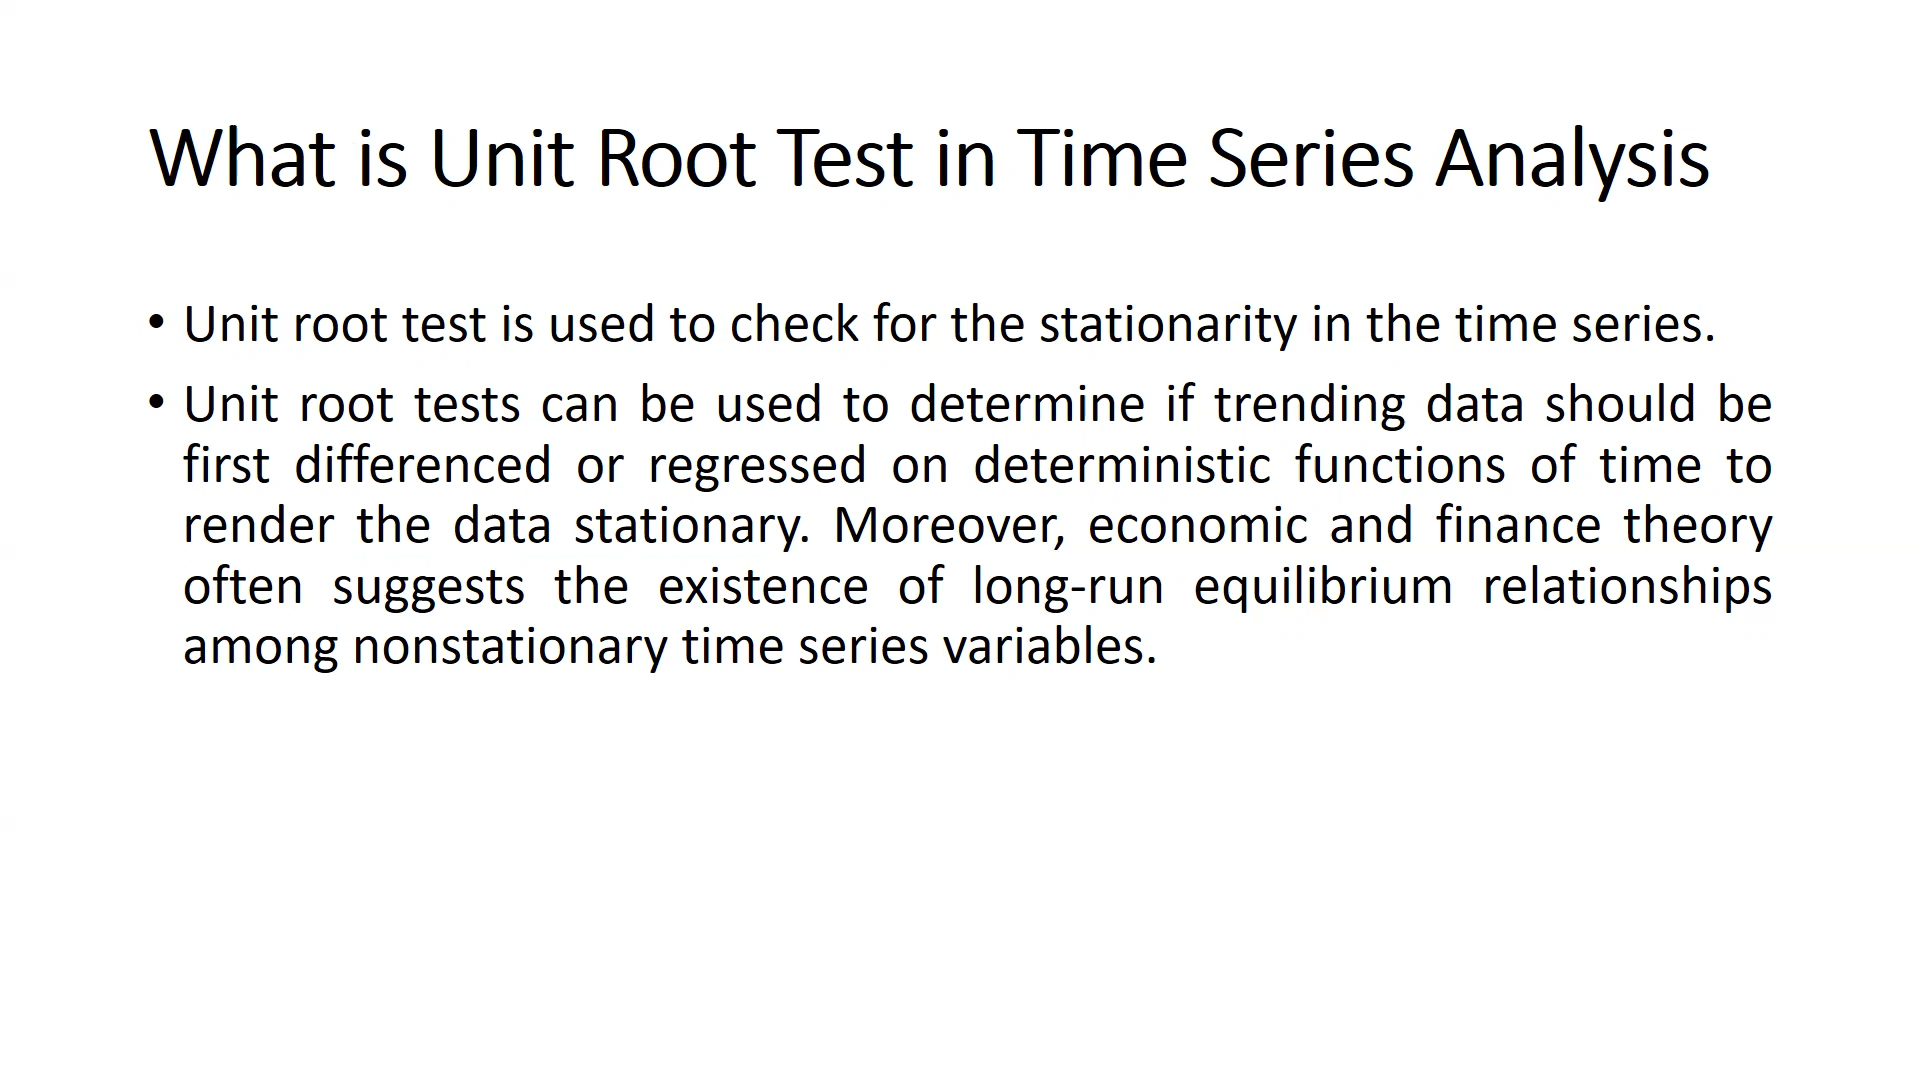 What is Unit Root Test in Time Series Analysis
• Unit root test is used to check for the stationarity in the time series.
• Unit root tests can be used to determine if trending data should be
first differenced or regressed on deterministic functions of time to
render the data stationary. Moreover, economic and finance theory
often suggests the existence of long-run equilibrium relationships
among nonstationary time series variables.